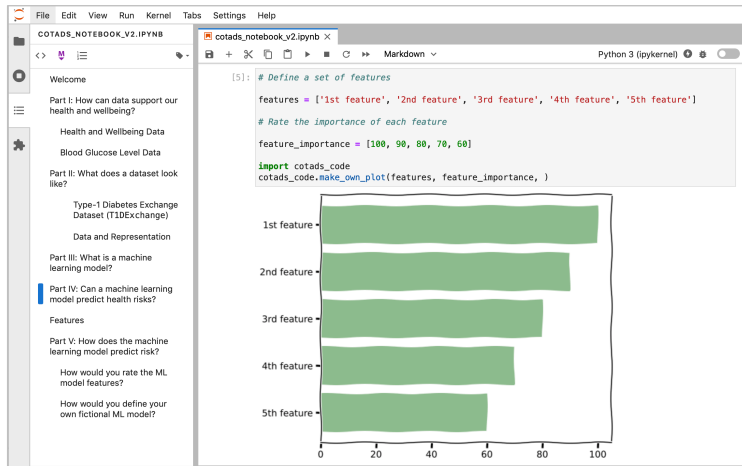 File Edit View Run Kernel Tabs Settings Help
COTADS_NOTEBOOK_V2.IPYNB
Welcome
Part I: How can data support our
health and wellbeing?
Health and Wellbeing Data
Blood Glucose Level Data
Part II: What does a dataset look
like?
Type-1 Diabetes Exchange
Dataset (T1DExchange)
Data and Representation
Part III: What is a machine
learning model?
Part IV: Can a machine learning
model predict health risks?
Features
Part V: How does the machine
learning model predict risk?
How would you rate the ML
model features?
How would you define your
own fictional ML model?
cotads_notebook_v2.ipynb
Markdown
Python 3 (ipykernel)
[5]: # Define a set of features
features = ['1st feature', '2nd feature', '3rd feature', '4th feature', '5th feature']
# Rate the importance of each feature
feature_importance = [100, 90, 80, 70, 60]
import cotads_code
cotads_code.make_own_plot(features, feature_importance, )
1st feature
2nd feature
3rd feature
4th feature
5th feature
0 20 40 60 80 100